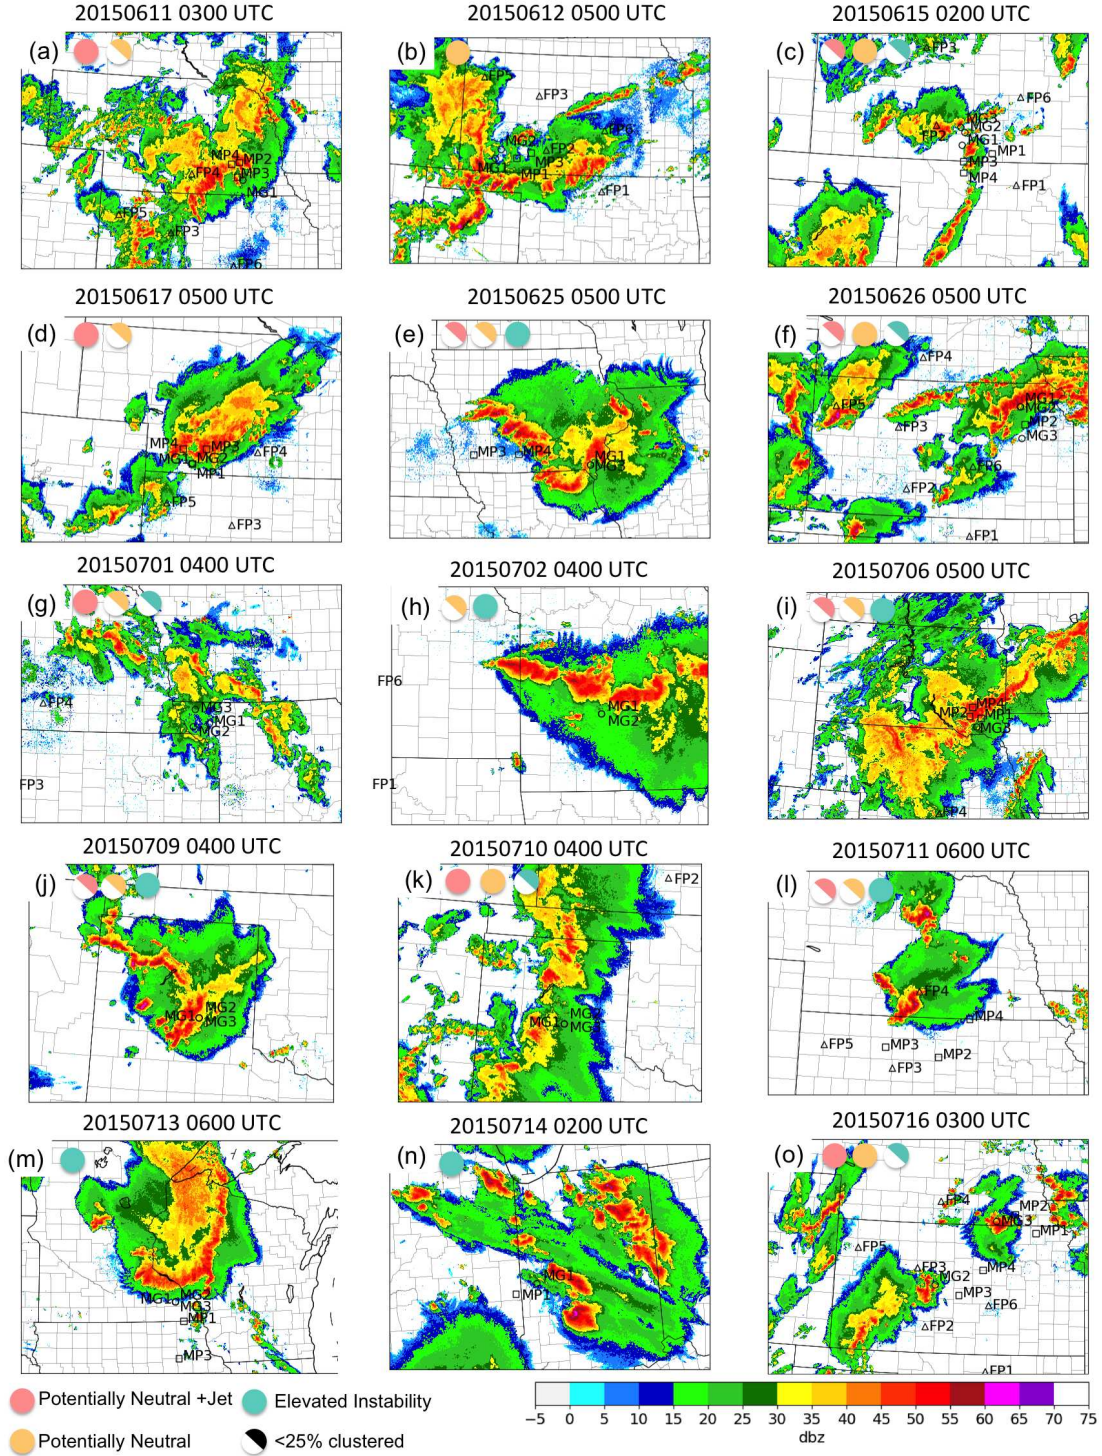 20150611 0300 UTC
20150612 0500 UTC
20150615 0200 UTC
(a)
MP4
MP2
FP4
MP3
MG1
FP5
FP3
FP6
(b)
FP3
FP6
MG2
FP2
MP3
MG1
MP1
FP1
(c)
FP3
FP6
MG3
MG2
FP2
MG1
MP1
MP3
MP4
FP1
20150617 0500 UTC
20150625 0500 UTC
20150626 0500 UTC
(d)
MP4
MP3
MG2
FP4
MP1
FP5
FP3
(e)
MP3
MP4
MG1
MG3
(f)
FP4
FP5
MG1
MG2
FP3
MP2
MG3
FP6
FP2
FP1
20150701 0400 UTC
20150702 0400 UTC
20150706 0500 UTC
(g)
FP4
MG3
MG1
MG2
FP3
(h)
FP6
MG1
MG2
FP1
(i)
MP4
MP2
MP1
MG3
FP4
20150709 0400 UTC
20150710 0400 UTC
20150711 0600 UTC
(j)
MG2
MG1
MG3
(k)
FP2
MG1
(l)
FP4
MP4
FP5
MP3
MP2
FP3
20150713 0600 UTC
20150714 0200 UTC
20150716 0300 UTC
(m)
MG2
MG1
MG3
MP1
MP3
(n)
MG1
MP1
(o)
FP4
MP2
MG3
MP1
FP5
FP3
MP4
MG2
MP3
FP6
FP2
FP1
Potentially Neutral +Jet
Elevated Instability
Potentially Neutral
<25% clustered
−5 0 5 10 15 20 25 30 35 40 45 50 55 60 65 70 75
dbz